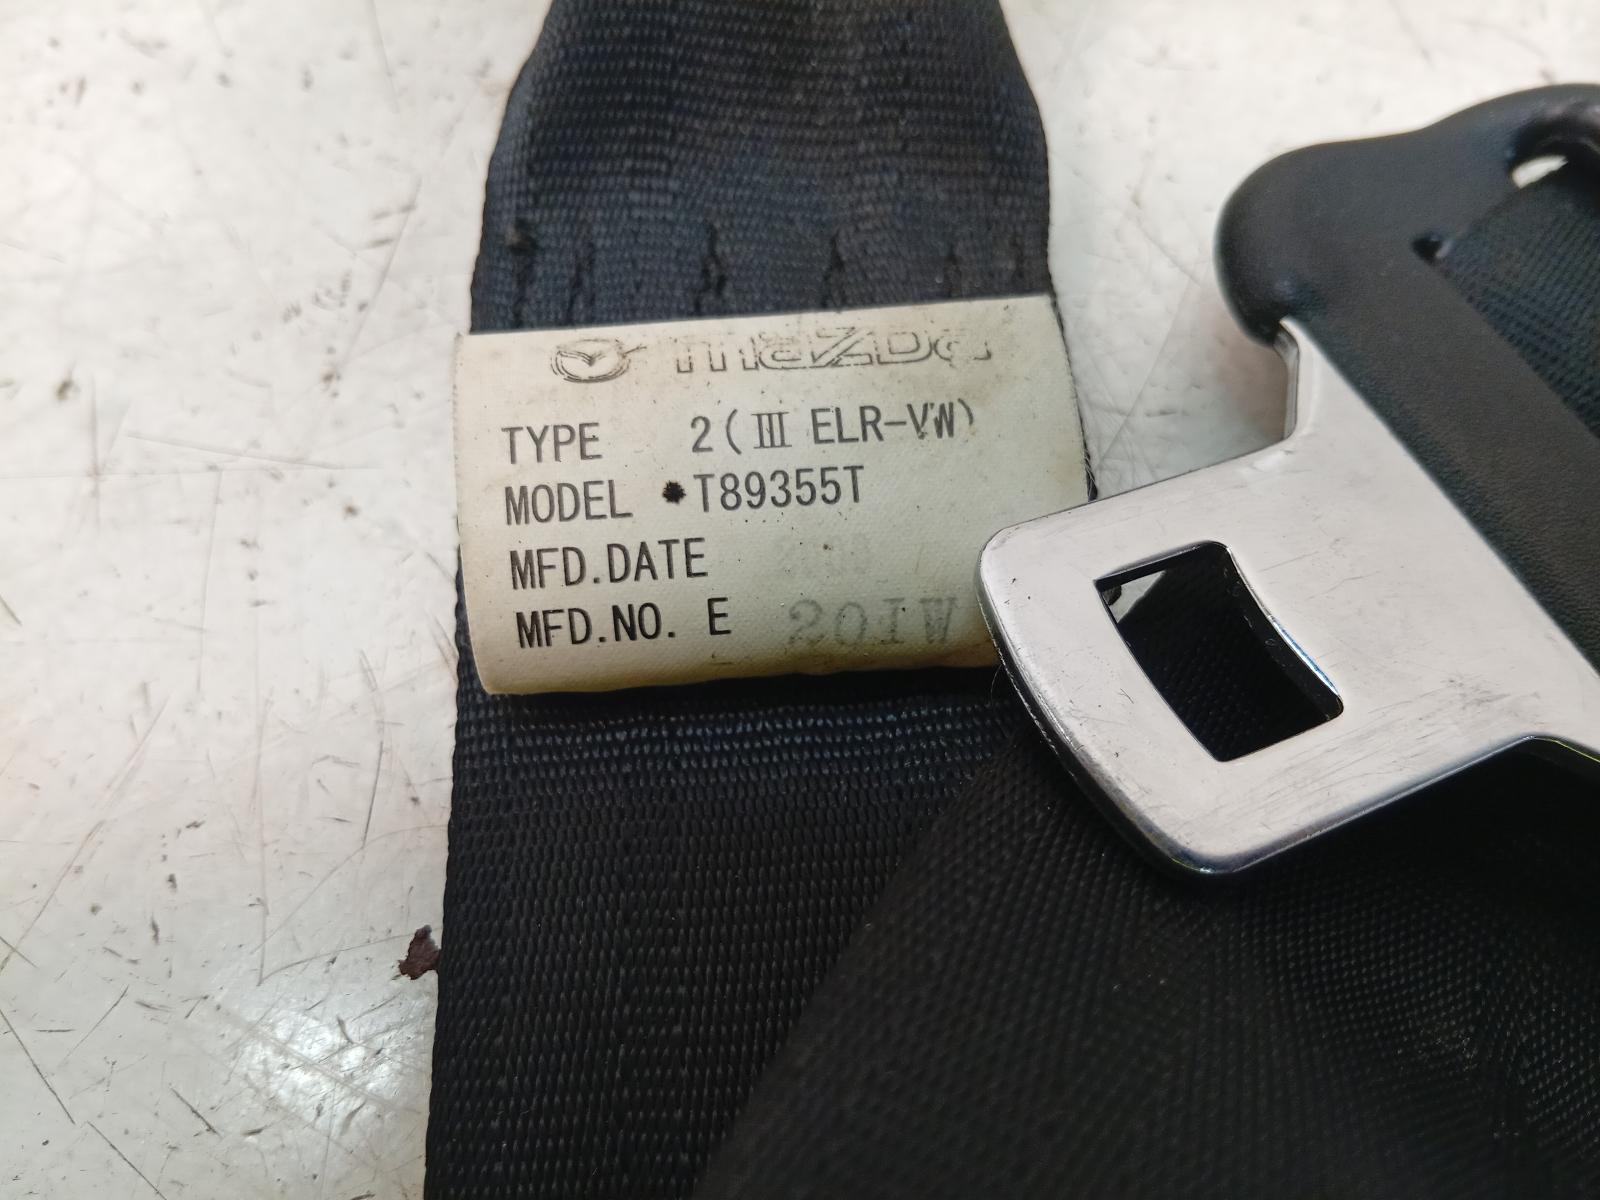 mazda
TYPE 2(Ⅲ ELR-VW)
MODEL •T89355T
MFD.DATE
MFD.NO. E 201W